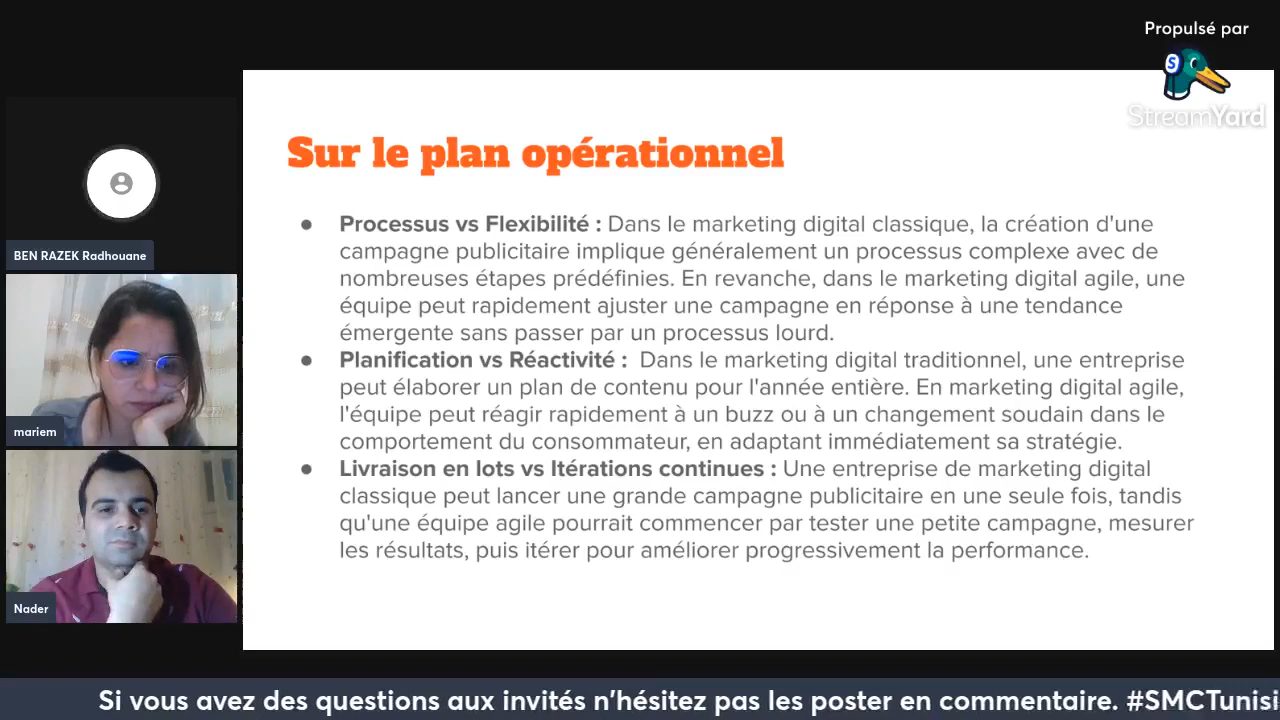 Propulsé par
StreamYard
Sur le plan opérationnel
● Processus vs Flexibilité : Dans le marketing digital classique, la création d'une
campagne publicitaire implique généralement un processus complexe avec de
nombreuses étapes prédéfinies. En revanche, dans le marketing digital agile, une
équipe peut rapidement ajuster une campagne en réponse à une tendance
émergente sans passer par un processus lourd.
● Planification vs Réactivité : Dans le marketing digital traditionnel, une entreprise
peut élaborer un plan de contenu pour l'année entière. En marketing digital agile,
l'équipe peut réagir rapidement à un buzz ou à un changement soudain dans le
comportement du consommateur, en adaptant immédiatement sa stratégie.
● Livraison en lots vs Itérations continues : Une entreprise de marketing digital
classique peut lancer une grande campagne publicitaire en une seule fois, tandis
qu'une équipe agile pourrait commencer par tester une petite campagne, mesurer
les résultats, puis itérer pour améliorer progressivement la performance.
BEN RAZEK Radhouane
mariem
Nader
Si vous avez des questions aux invités n'hésitez pas les poster en commentaire. #SMCTunisi